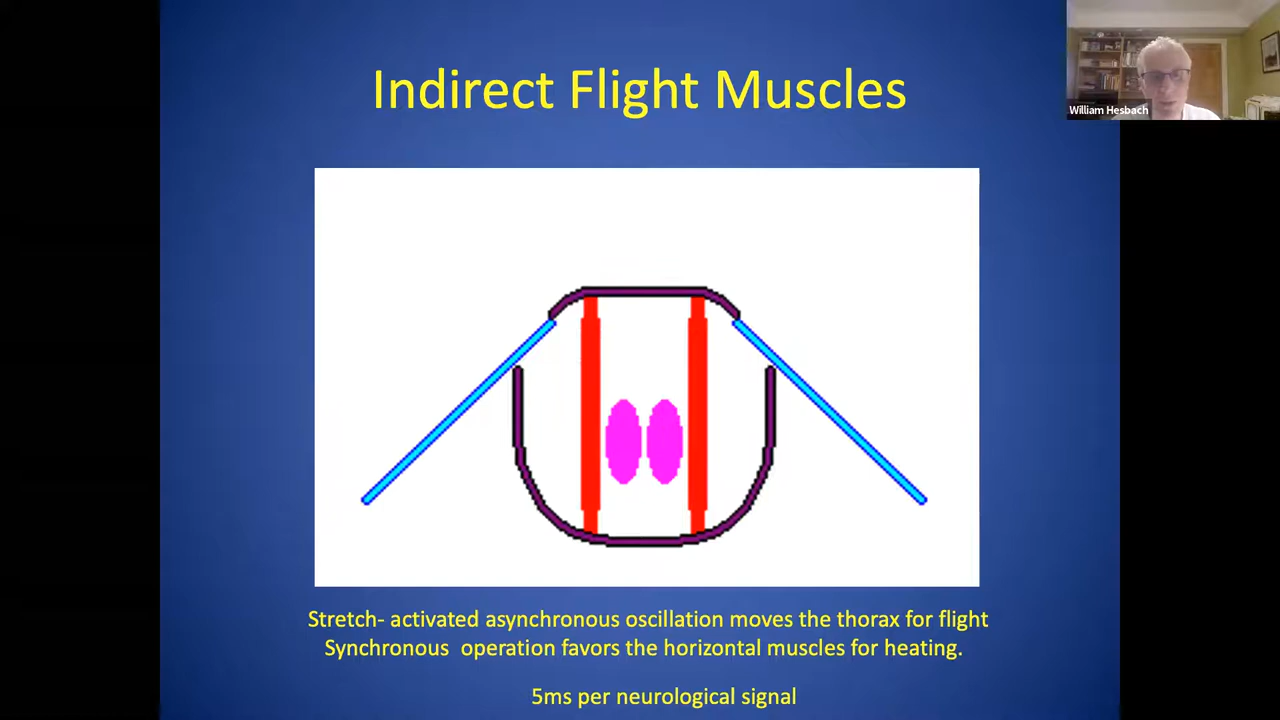 Indirect Flight Muscles
William Hesbach
Stretch- activated asynchronous oscillation moves the thorax for flight
Synchronous operation favors the horizontal muscles for heating.
5ms per neurological signal